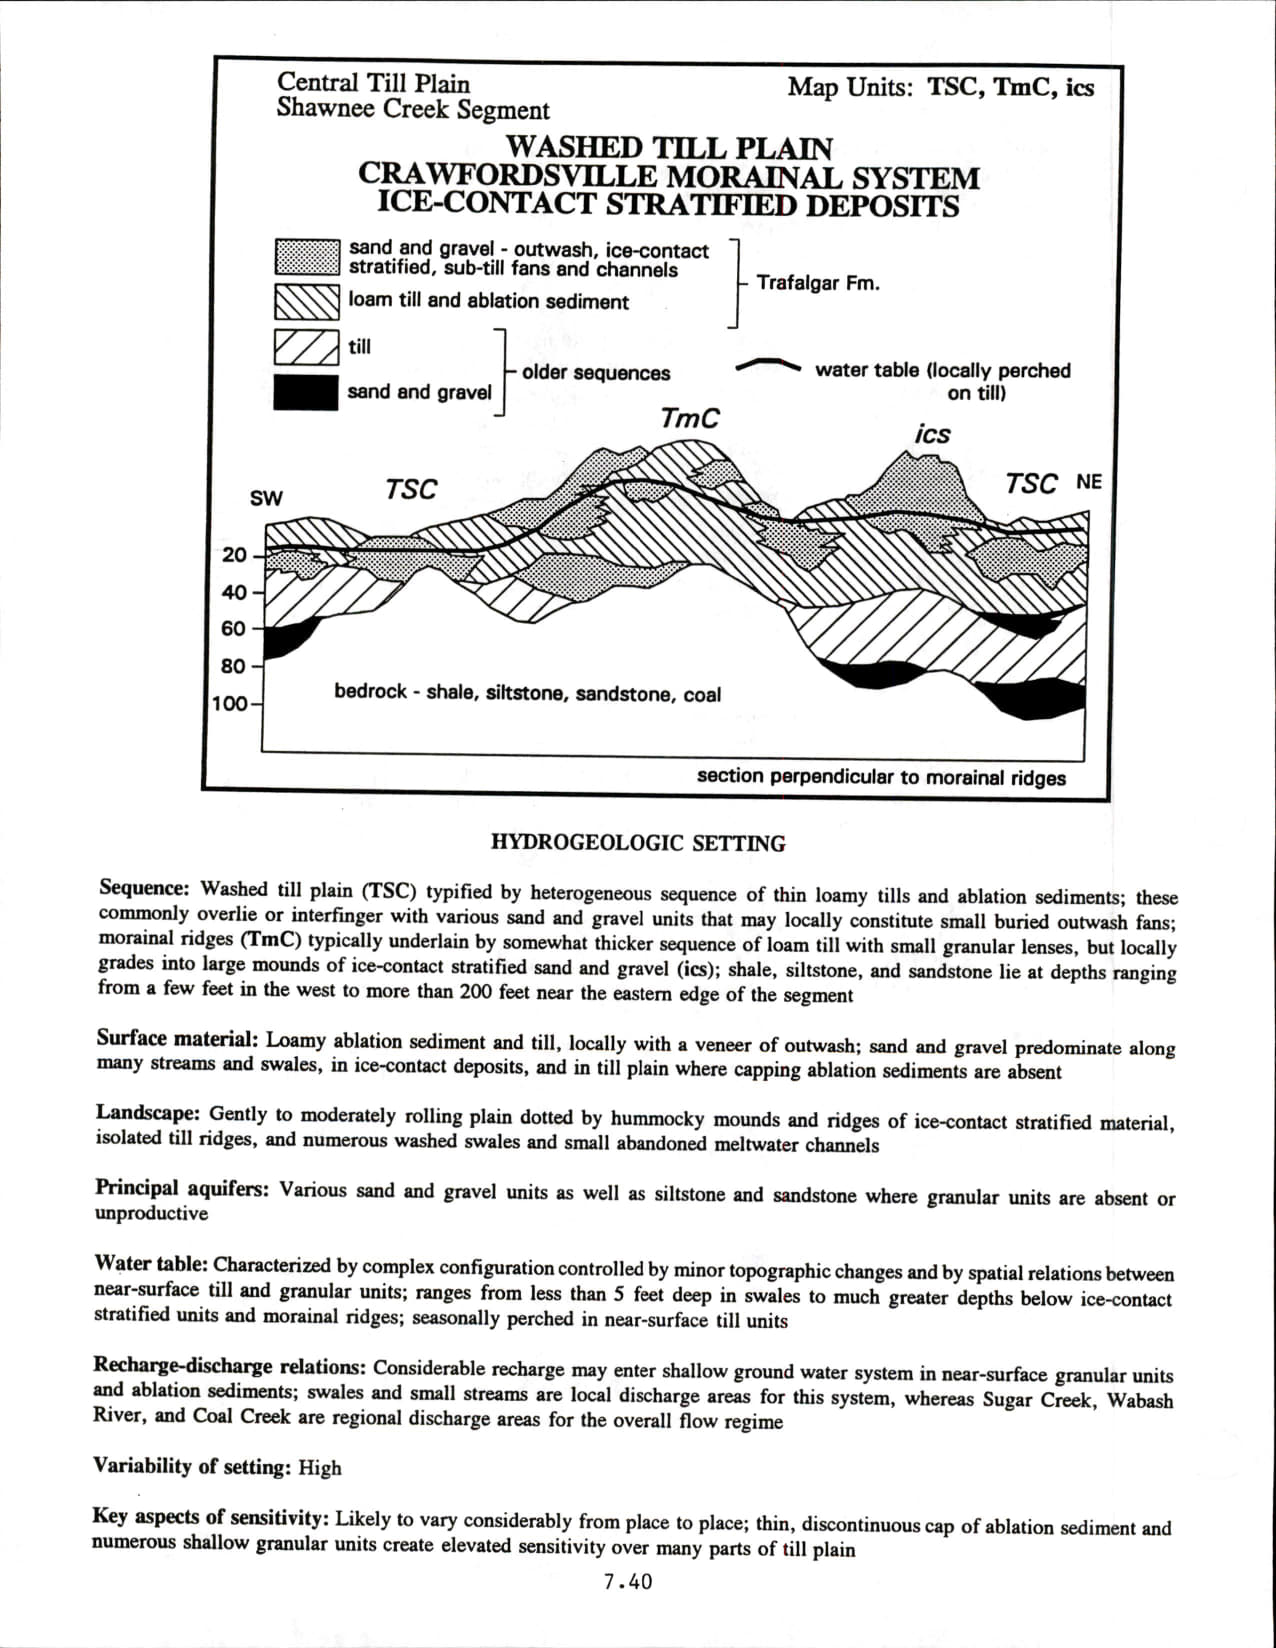 Central Till Plain
Shawnee Creek Segment
Map Units: TSC, TmC, ics
WASHED TILL PLAIN
CRAWFORDSVILLE MORAINAL SYSTEM
ICE-CONTACT STRATIFIED DEPOSITS
sand and gravel - outwash, ice-contact
stratified, sub-till fans and channels
loam till and ablation sediment
Trafalgar Fm.
till
sand and gravel
older sequences
water table (locally perched
on till)
TmC
ics
TSC
TSC
NE
SW
20
40
60
80
100
bedrock - shale, siltstone, sandstone, coal
section perpendicular to morainal ridges
HYDROGEOLOGIC SETTING
Sequence: Washed till plain (TSC) typified by heterogeneous sequence of thin loamy tills and ablation sediments; these
commonly overlie or interfinger with various sand and gravel units that may locally constitute small buried outwash fans;
morainal ridges (TmC) typically underlain by somewhat thicker sequence of loam till with small granular lenses, but locally
grades into large mounds of ice-contact stratified sand and gravel (ics); shale, siltstone, and sandstone lie at depths ranging
from a few feet in the west to more than 200 feet near the eastern edge of the segment
Surface material: Loamy ablation sediment and till, locally with a veneer of outwash; sand and gravel predominate along
many streams and swales, in ice-contact deposits, and in till plain where capping ablation sediments are absent
Landscape: Gently to moderately rolling plain dotted by hummocky mounds and ridges of ice-contact stratified material,
isolated till ridges, and numerous washed swales and small abandoned meltwater channels
Principal aquifers: Various sand and gravel units as well as siltstone and sandstone where granular units are absent or
unproductive
Water table: Characterized by complex configuration controlled by minor topographic changes and by spatial relations between
near-surface till and granular units; ranges from less than 5 feet deep in swales to much greater depths below ice-contact
stratified units and morainal ridges; seasonally perched in near-surface till units
Recharge-discharge relations: Considerable recharge may enter shallow ground water system in near-surface granular units
and ablation sediments; swales and small streams are local discharge areas for this system, whereas Sugar Creek, Wabash
River, and Coal Creek are regional discharge areas for the overall flow regime
Variability of setting: High
Key aspects of sensitivity: Likely to vary considerably from place to place; thin, discontinuous cap of ablation sediment and
numerous shallow granular units create elevated sensitivity over many parts of till plain
7.40